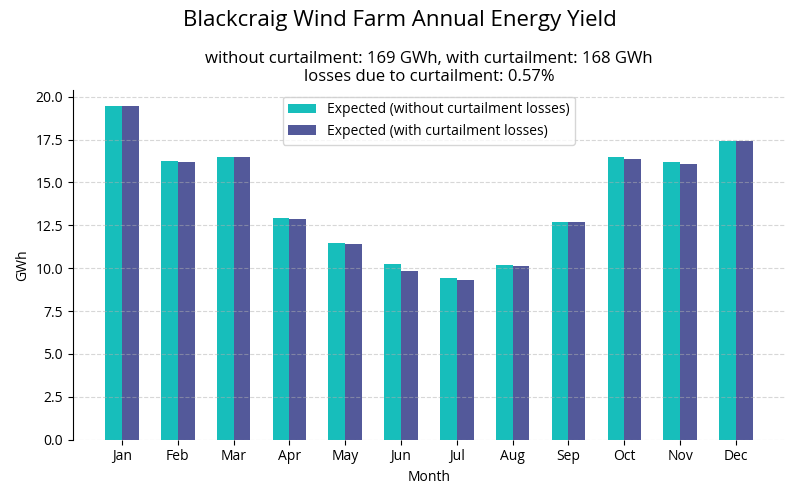 Blackcraig Wind Farm Annual Energy Yield
without curtailment: 169 GWh, with curtailment: 168 GWh
losses due to curtailment: 0.57%
Expected (without curtailment losses)
Expected (with curtailment losses)
20.0
17.5
15.0
12.5
10.0
7.5
5.0
2.5
0.0
GWh
Jan Feb Mar Apr May Jun Jul Aug Sep Oct Nov Dec
Month